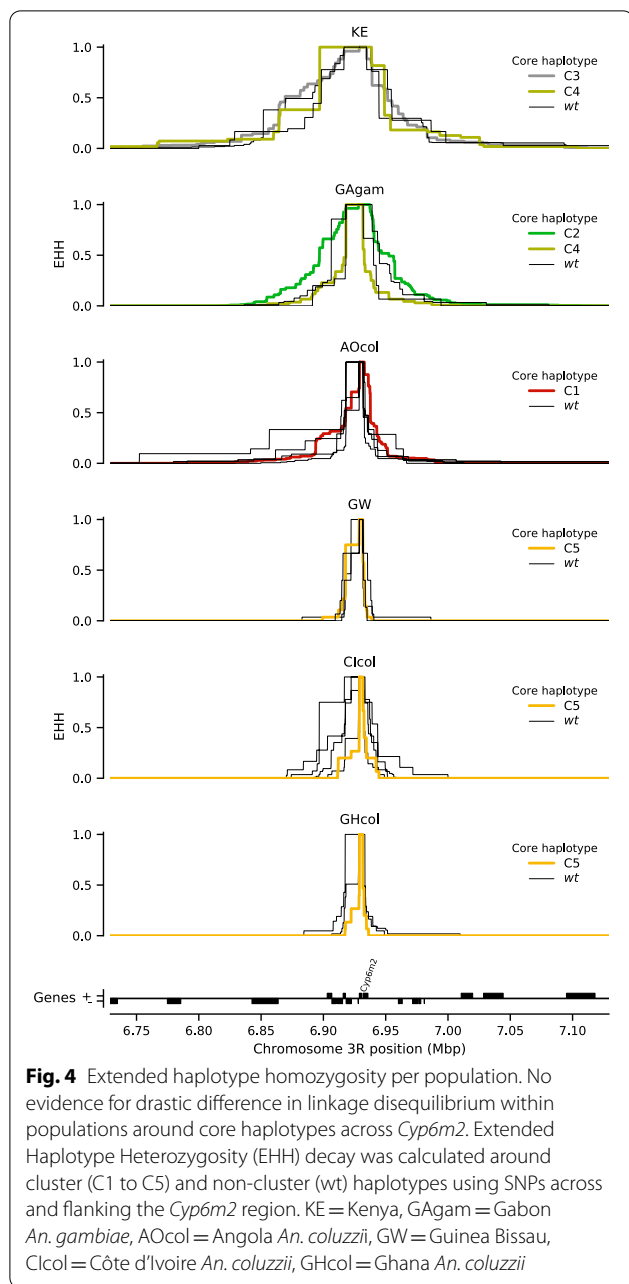 KE
Core haplotype
C3
C4
wt
1.0
0.5
0.0
GAgam
Core haplotype
C2
C4
wt
1.0
EHH
0.5
0.0
AOcol
Core haplotype
C1
wt
1.0
0.5
0.0
GW
Core haplotype
C5
wt
1.0
0.5
0.0
CIcol
Core haplotype
C5
wt
1.0
EHH
0.5
0.0
GHcol
Core haplotype
C5
wt
1.0
0.5
0.0
Cyp6m2
Genes + -
6.75 6.80 6.85 6.90 6.95 7.00 7.05 7.10
Chromosome 3R position (Mbp)
Fig. 4 Extended haplotype homozygosity per population. No
evidence for drastic difference in linkage disequilibrium within
populations around core haplotypes across Cyp6m2. Extended
Haplotype Heterozygosity (EHH) decay was calculated around
cluster (C1 to C5) and non-cluster (wt) haplotypes using SNPs across
and flanking the Cyp6m2 region. KE = Kenya, GAgam = Gabon
An. gambiae, AOcol = Angola An. coluzzii, GW = Guinea Bissau,
CIcol = Côte d'Ivoire An. coluzzii, GHcol = Ghana An. coluzzii